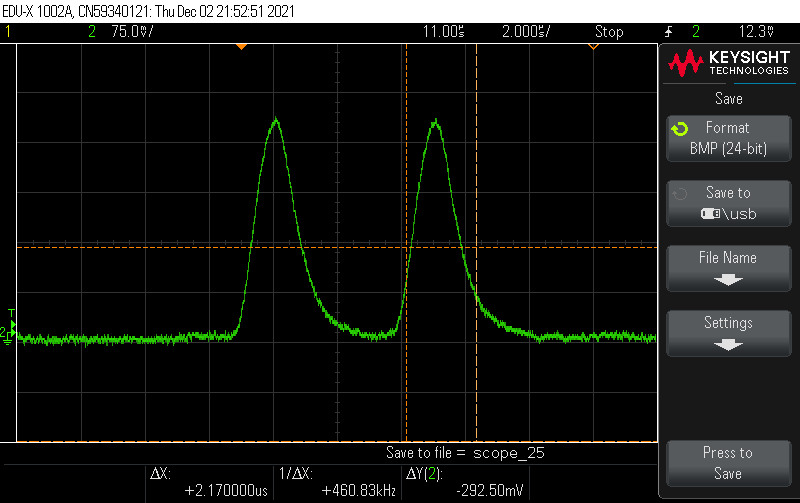 EDU-X 1002A, CN59340121: Thu Dec 02 21:52:51 2021
1 2 75.0V/ 11.00s 2.000s/ Stop 2 12.3V
KEYSIGHT
TECHNOLOGIES
Save
Format
BMP (24-bit)
Save to
\usb
File Name
Settings
T
2
Save to file = scope_25
Press to
Save
ΔX:
+2.170000us
1/ΔX:
+460.83kHz
ΔY(2):
-292.50mV